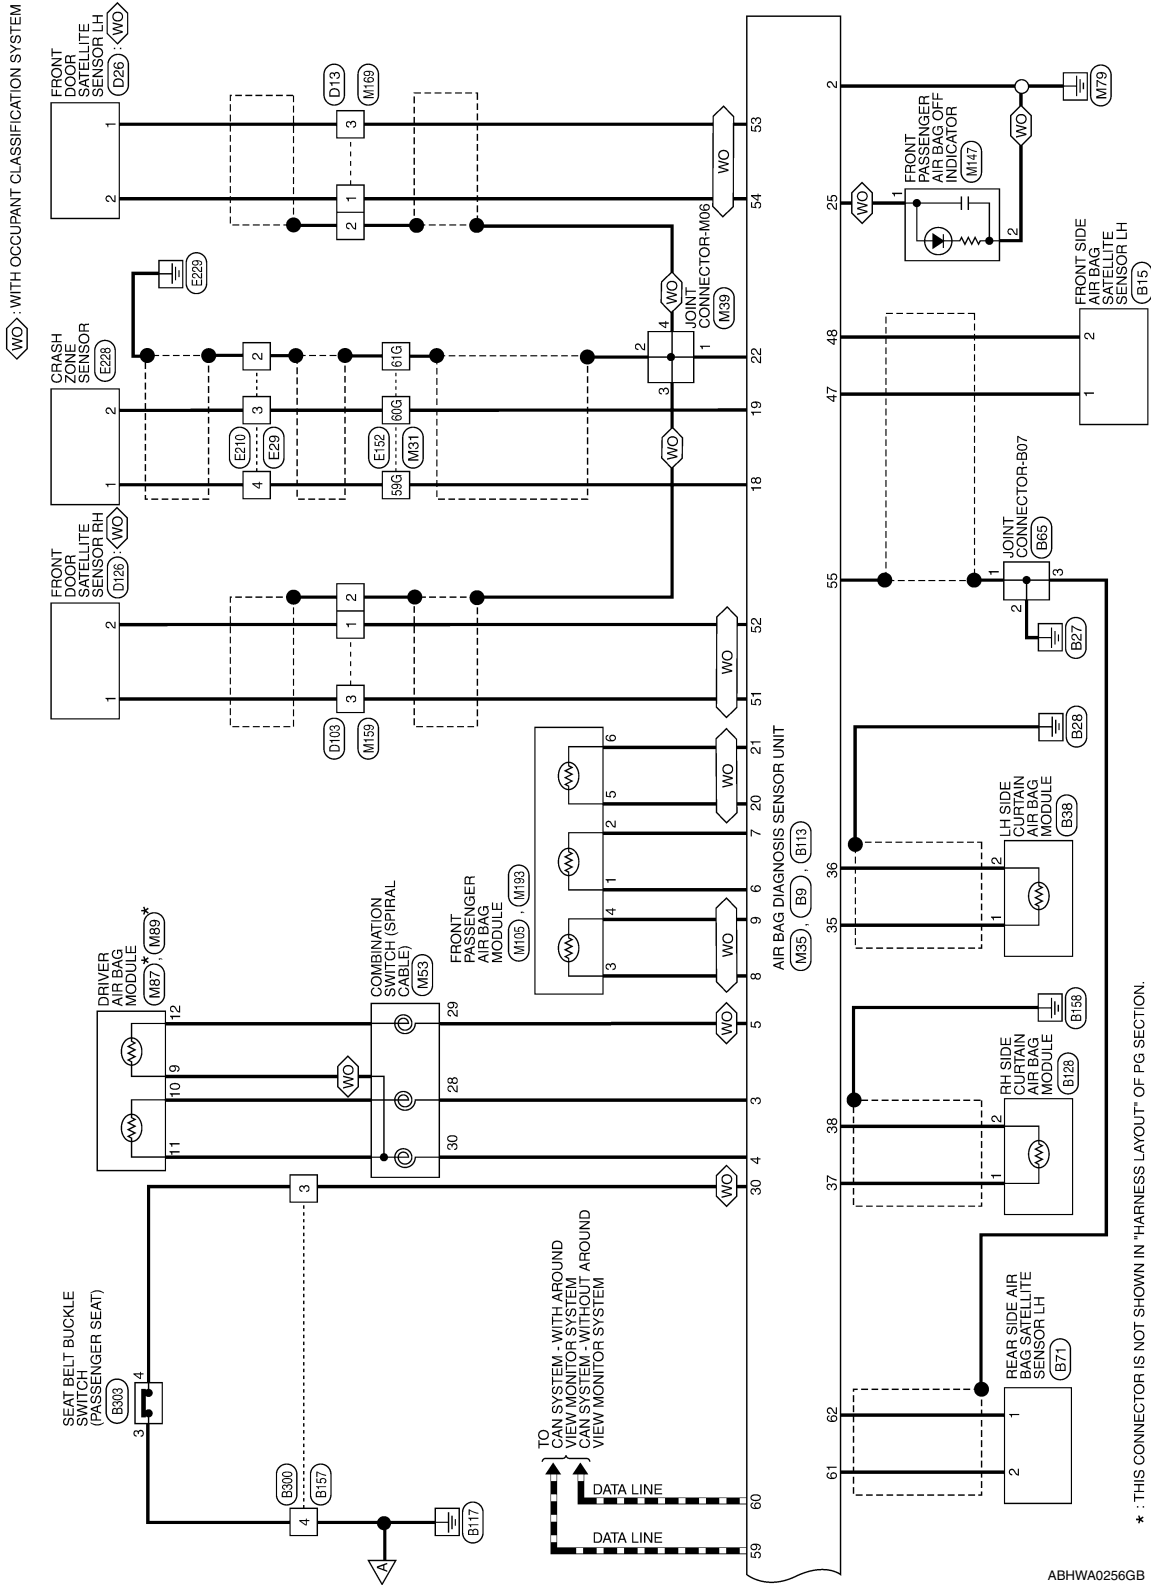 WO : WITH OCCUPANT CLASSIFICATION SYSTEM
FRONT
DOOR
SATELLITE
SENSOR LH
D26 : WO
1
2
D13
M169
3
1
2
WO
53
54
E229
CRASH
ZONE
SENSOR
E228
2
1
2
3
4
E210
E29
61G
60G
59G
E152
M31
WO
4
2
1
3
JOINT
CONNECTOR-M06
M39
WO
22
19
18
FRONT
DOOR
SATELLITE
SENSOR RH
D126 : WO
2
1
2
1
3
D103
M159
WO
52
51
FRONT
PASSENGER
AIR BAG
MODULE
M105 , M193
6
5
2
1
4
3
WO
WO
21
20
7
6
9
8
AIR BAG DIAGNOSIS SENSOR UNIT
M35 , B9 , B113
DRIVER
AIR BAG
MODULE
M87 * , M89 *
12
9
10
11
WO
COMBINATION
SWITCH (SPIRAL
CABLE)
M53
29
28
30
WO
5
3
4
SEAT BELT BUCKLE
SWITCH
(PASSENGER SEAT)
B303
4
3
3
WO
30
B300
B157
4
A
B117
TO
CAN SYSTEM - WITH AROUND
VIEW MONITOR SYSTEM
CAN SYSTEM - WITHOUT AROUND
VIEW MONITOR SYSTEM
DATA LINE
DATA LINE
60
59
2
M79
WO
FRONT
PASSENGER
AIR BAG OFF
INDICATOR
M147
25
WO
1
2
FRONT SIDE
AIR BAG
SATELLITE
SENSOR LH
B15
48
47
2
1
55
JOINT
CONNECTOR-B07
B65
1
2
3
B27
B28
LH SIDE
CURTAIN
AIR BAG
MODULE
B38
36
35
2
1
B158
RH SIDE
CURTAIN
AIR BAG
MODULE
B128
38
37
2
1
REAR SIDE AIR
BAG SATELLITE
SENSOR LH
B71
62
61
1
2
* : THIS CONNECTOR IS NOT SHOWN IN "HARNESS LAYOUT" OF PG SECTION.
ABHWA0256GB